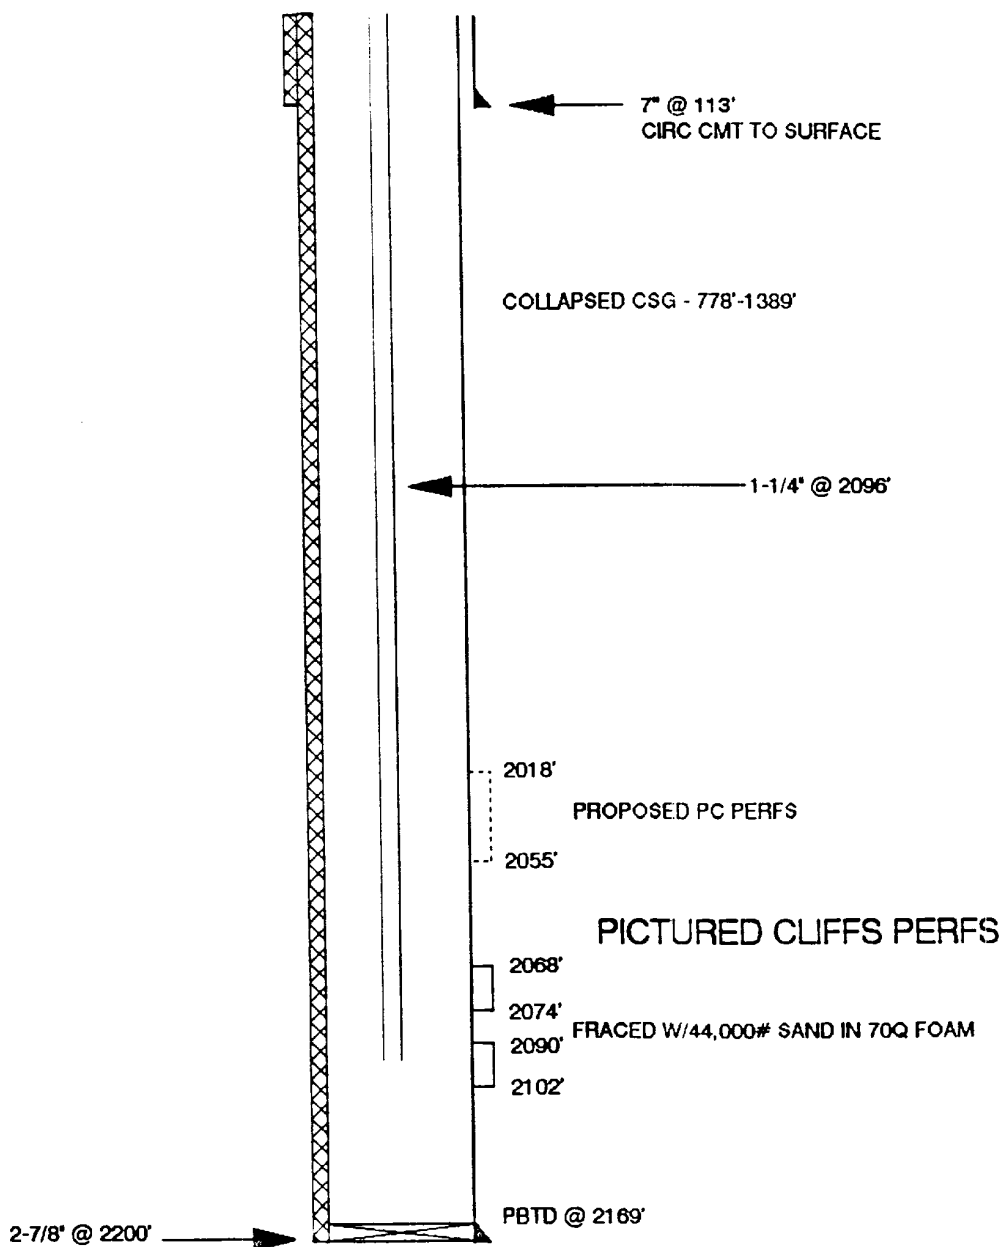 7" @ 113'
CIRC CMT TO SURFACE
COLLAPSED CSG - 778'-1389'
1-1/4" @ 2096'
2018'
PROPOSED PC PERFS
2055'
PICTURED CLIFFS PERFS
2068'
2074'
FRACED W/44,000# SAND IN 70Q FOAM
2090'
2102'
PBTD @ 2169'
2-7/8" @ 2200'